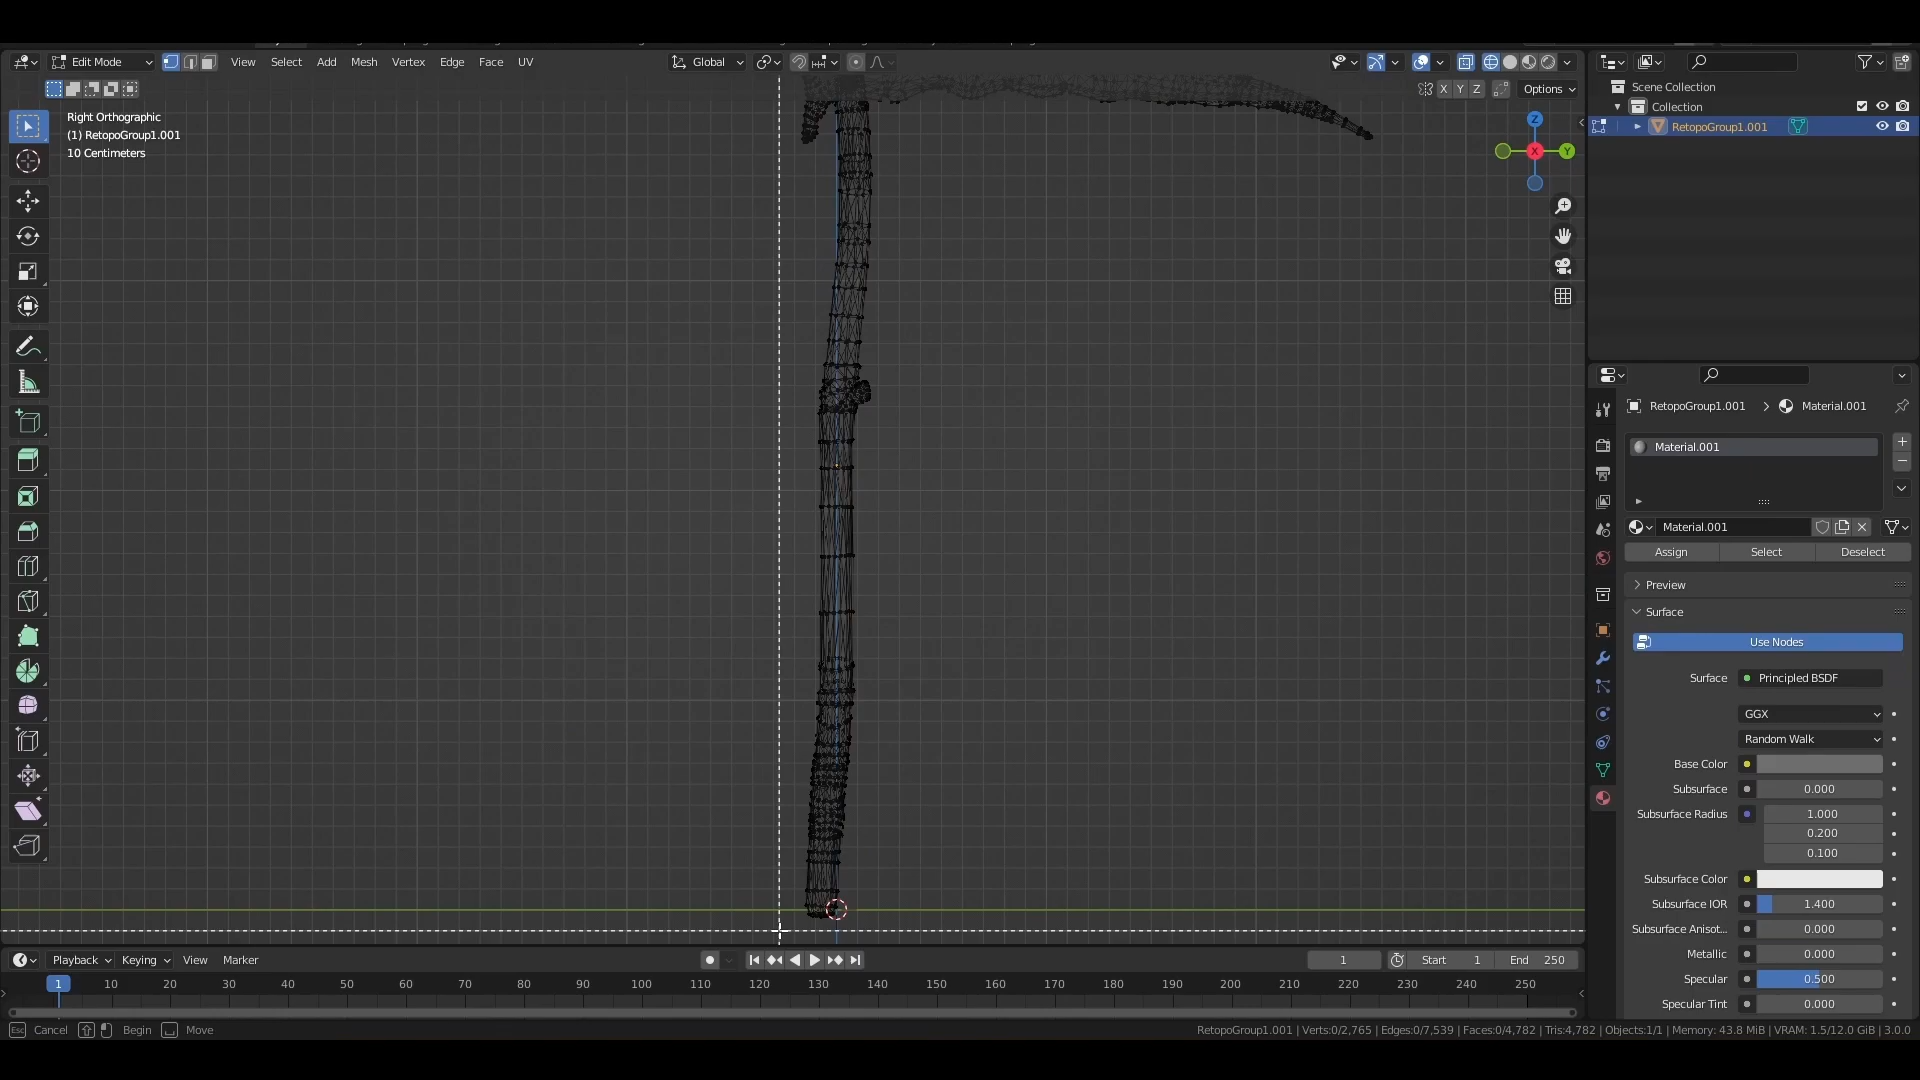 Edit Mode View Select Add Mesh Vertex Edge Face UV Global
X Y Z Options
Right Orthographic
(1) RetopoGroup1.001
10 Centimeters
Z
X
Y
Scene Collection
Collection
RetopoGroup1.001
RetopoGroup1.001 Material.001
Material.001
Material.001
Assign Select Deselect
Preview
Surface
Use Nodes
Surface Principled BSDF
GGX
Random Walk
Base Color
Subsurface 0.000
Subsurface Radius 1.000
0.200
0.100
Subsurface Color
Subsurface IOR 1.400
Subsurface Anisot... 0.000
Metallic 0.000
Specular 0.500
Specular Tint 0.000
Playback Keying View Marker 1 Start 1 End 250
1 10 20 30 40 50 60 70 80 90 100 110 120 130 140 150 160 170 180 190 200 210 220 230 240 250
Esc Cancel Begin Move RetopoGroup1.001 | Verts:0/2,765 | Edges:0/7,539 | Faces:0/4,782 | Tris:4,782 | Objects:1/1 | Memory: 43.8 MiB | VRAM: 1.5/12.0 GiB | 3.0.0